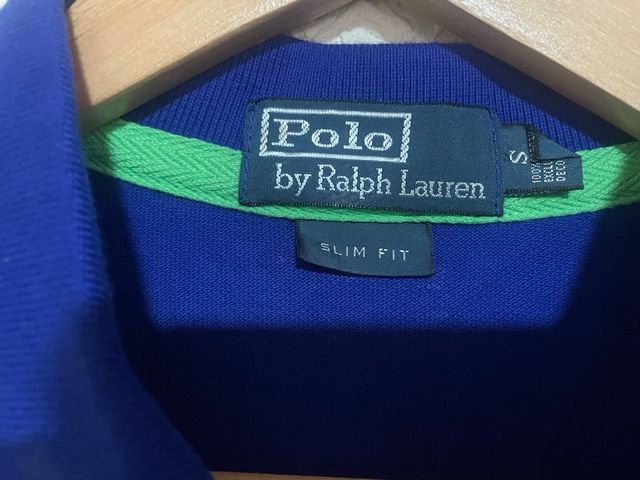 Polo
by Ralph Lauren
SLIM FIT
S